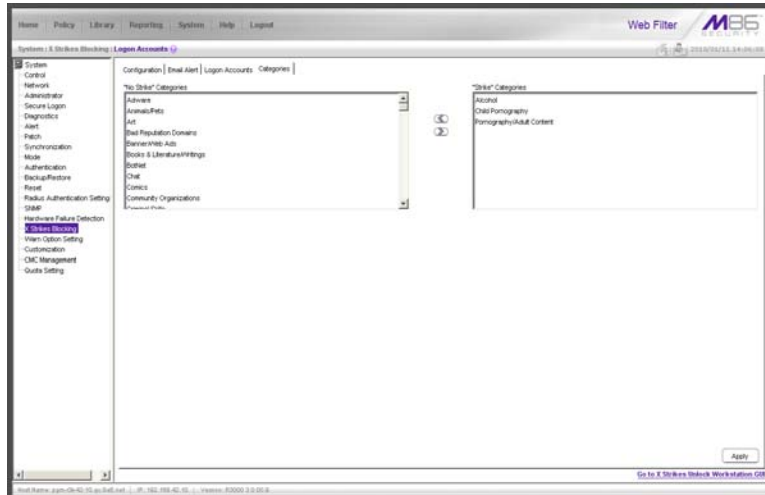 Home Policy Library Reporting System Help Logout
Web Filter
M86 SECURITY
System : X Strikes Blocking : Logon Accounts
System
Control
Network
Administrator
Secure Logon
Diagnostics
Alert
Patch
Synchronization
Mode
Authentication
Backup/Restore
Reset
Radius Authentication Setting
SNMP
Hardware Failure Detection
X Strikes Blocking
Warn Option Setting
Customization
CMC Management
Quota Setting
Configuration Email Alert Logon Accounts Categories
"No Strike" Categories
Adware
Animals/Pets
Art
Bad Reputation Domains
Banner/Web Ads
Books & Literature/Writings
BotNet
Chat
Comics
Community Organizations
"Strike" Categories
Alcohol
Child Pornography
Pornography/Adult Content
Apply
Go to X Strikes Unlock Workstation GUI